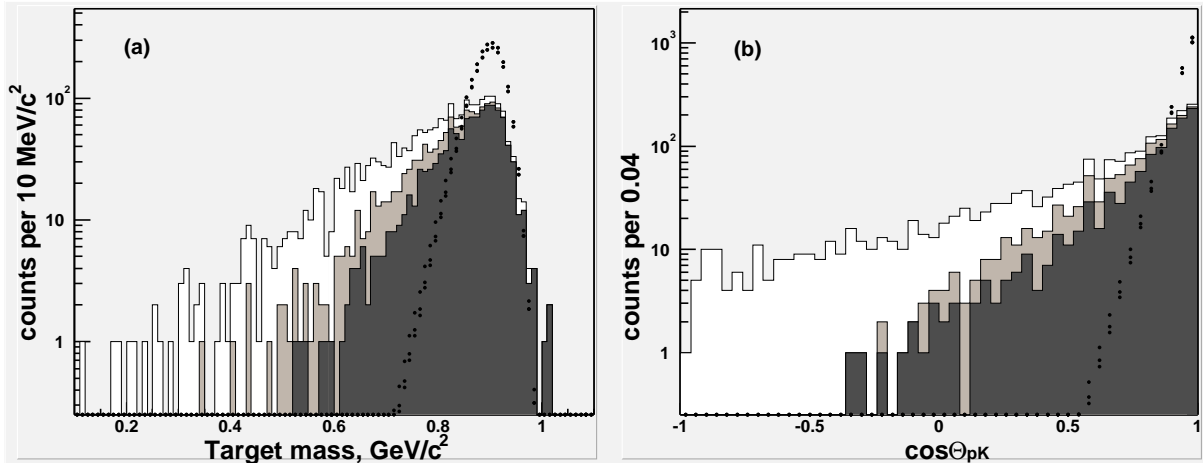 (a)
counts per 10 MeV/c²
10²
10
1
0.2 0.4 0.6 0.8 1
Target mass, GeV/c²
(b)
counts per 0.04
10³
10²
10
1
-1 -0.5 0 0.5 1
cosΘpK